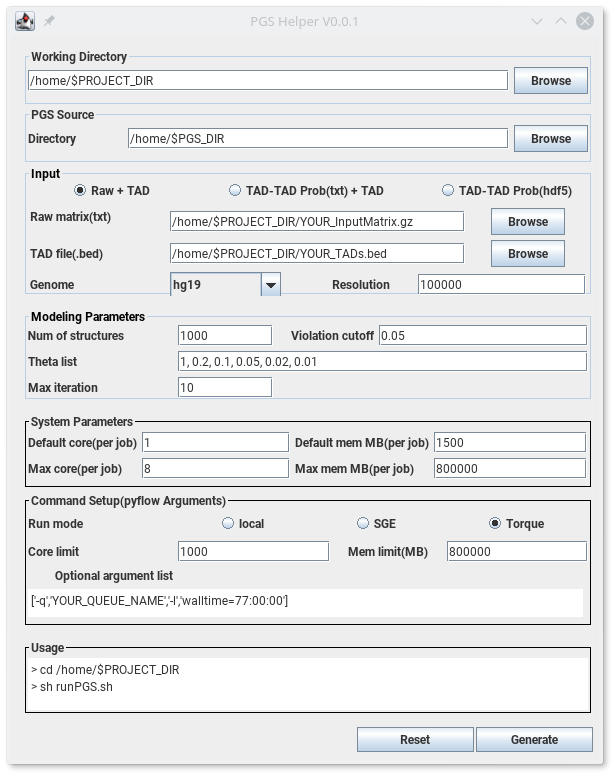 PGS Helper V0.0.1
Working Directory
/home/$PROJECT_DIR Browse
PGS Source
Directory /home/$PGS_DIR Browse
Input
Raw + TAD TAD-TAD Prob(txt) + TAD TAD-TAD Prob(hdf5)
Raw matrix(txt) /home/$PROJECT_DIR/YOUR_InputMatrix.gz Browse
TAD file(.bed) /home/$PROJECT_DIR/YOUR_TADs.bed Browse
Genome hg19 Resolution 100000
Modeling Parameters
Num of structures 1000 Violation cutoff 0.05
Theta list 1, 0.2, 0.1, 0.05, 0.02, 0.01
Max iteration 10
System Parameters
Default core(per job) 1 Default mem MB(per job) 1500
Max core(per job) 8 Max mem MB(per job) 800000
Command Setup(pyflow Arguments)
Run mode local SGE Torque
Core limit 1000 Mem limit(MB) 800000
Optional argument list
['-q','YOUR_QUEUE_NAME','-l','walltime=77:00:00']
Usage
> cd /home/$PROJECT_DIR
> sh runPGS.sh
Reset Generate